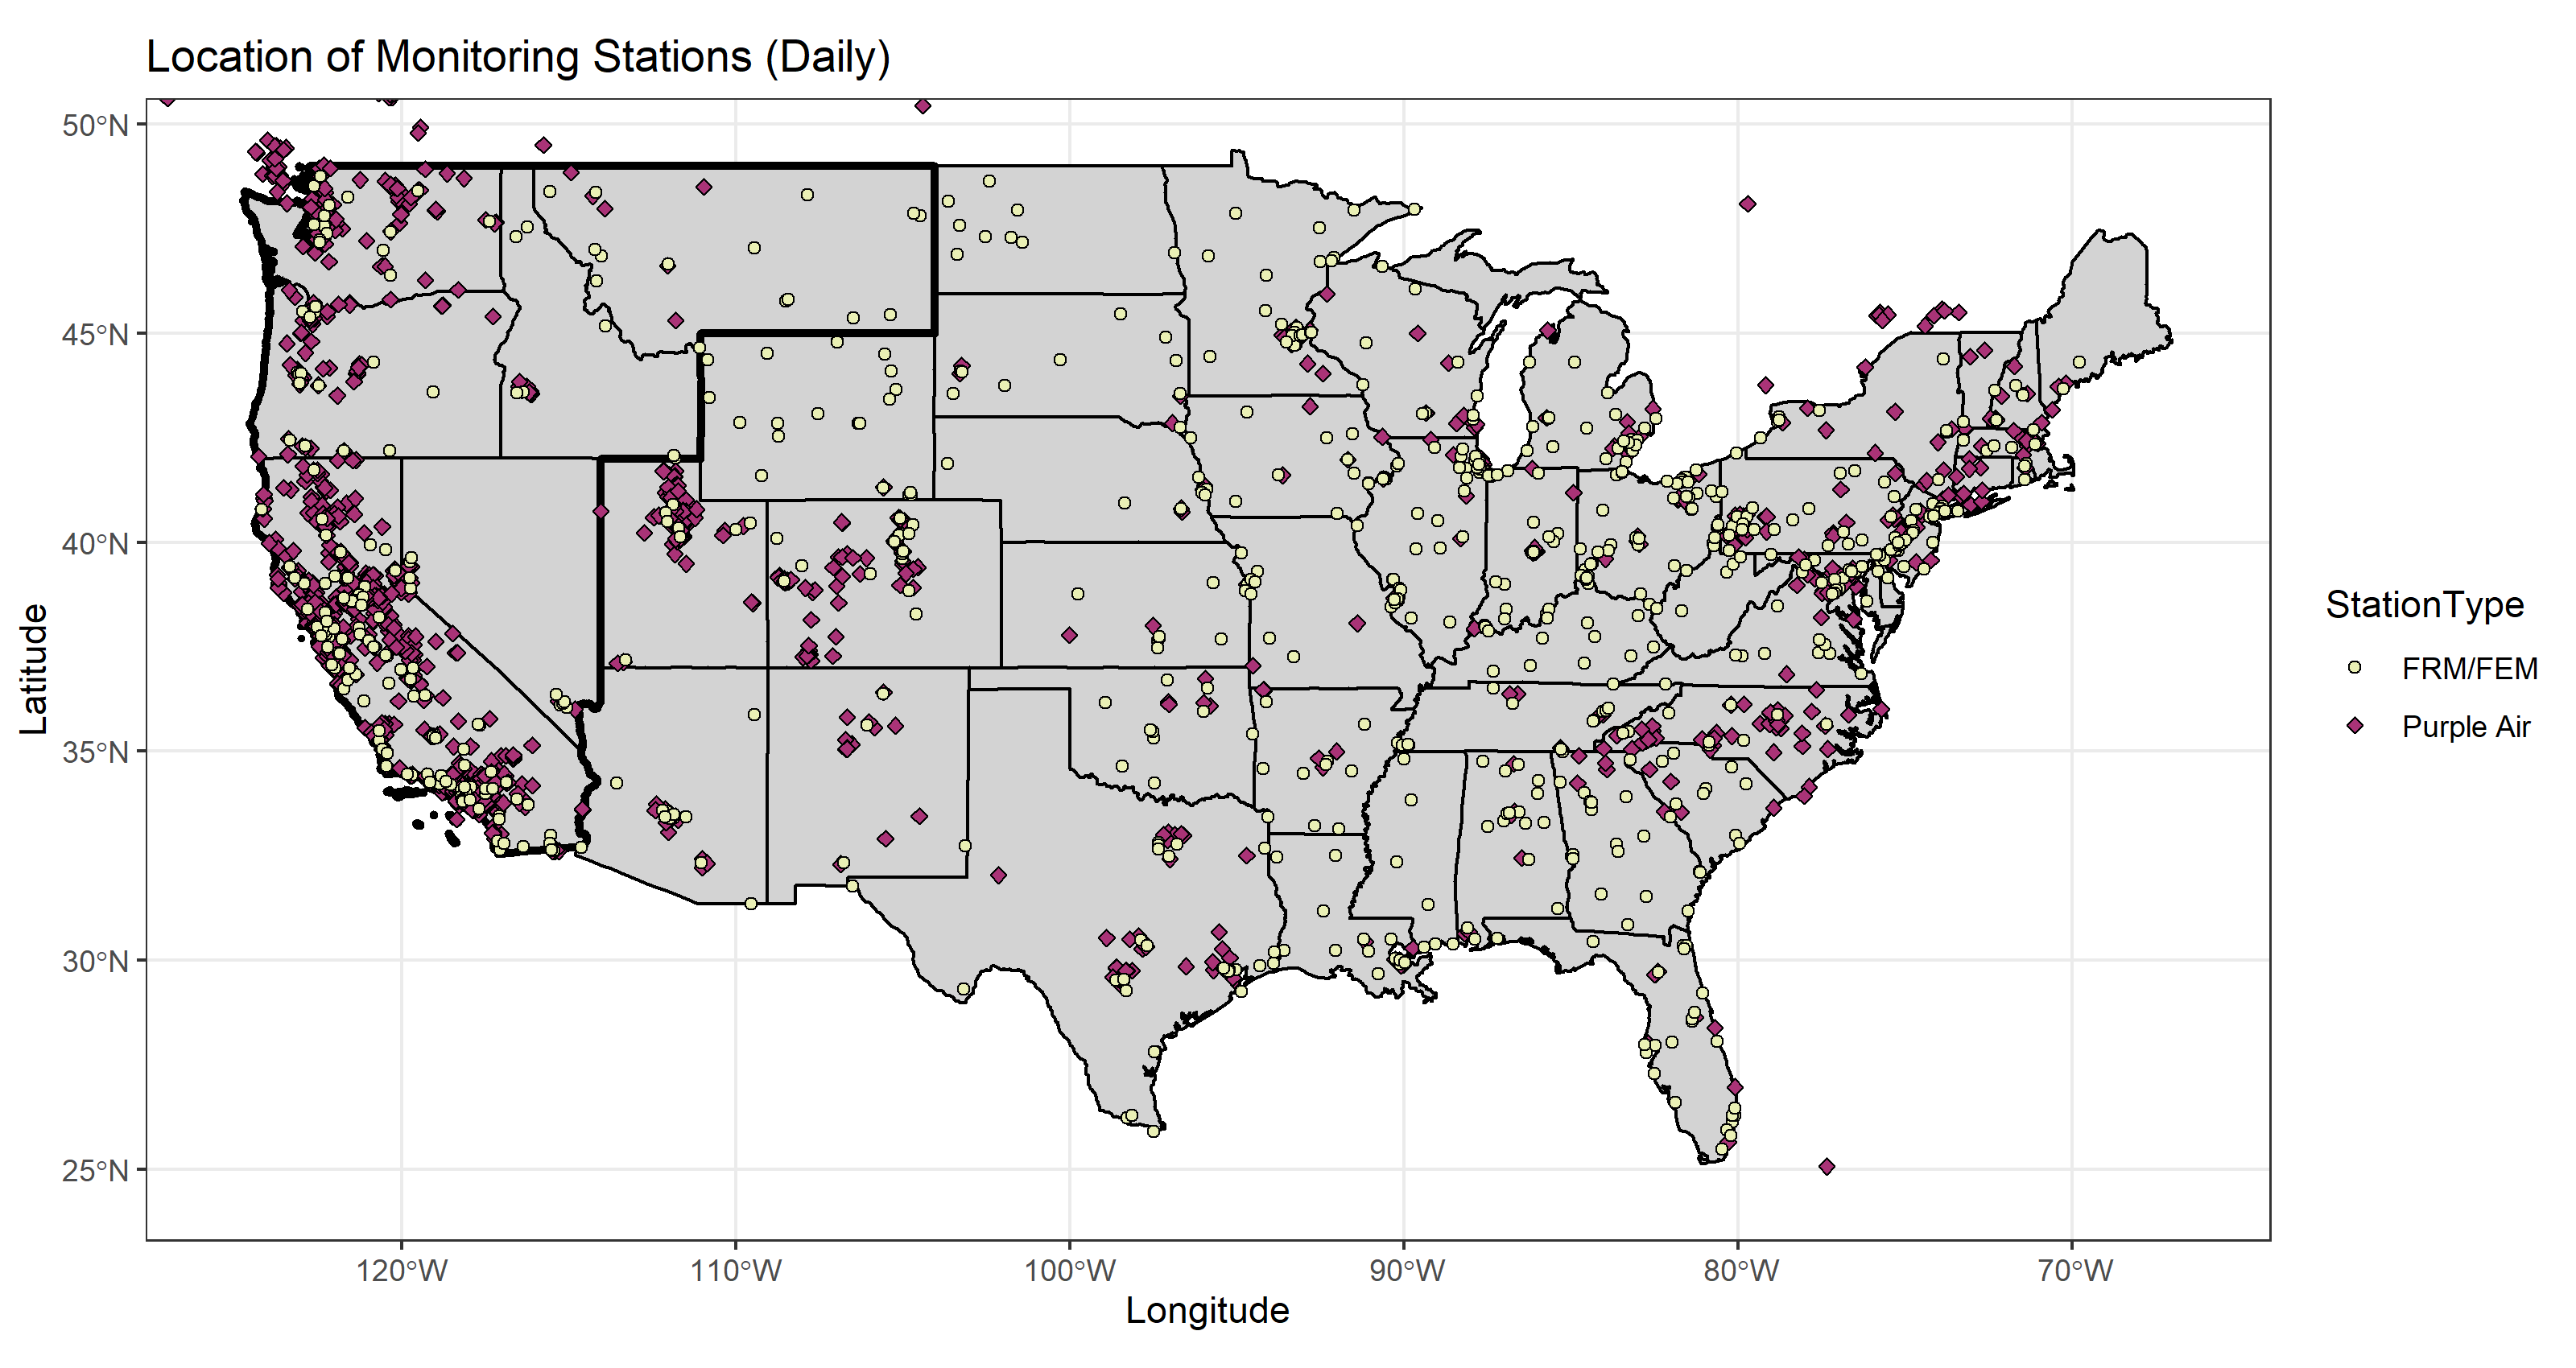 Location of Monitoring Stations (Daily)
50°N
45°N
40°N
35°N
30°N
25°N
Latitude
120°W
110°W
100°W
90°W
80°W
70°W
Longitude
StationType
FRM/FEM
Purple Air